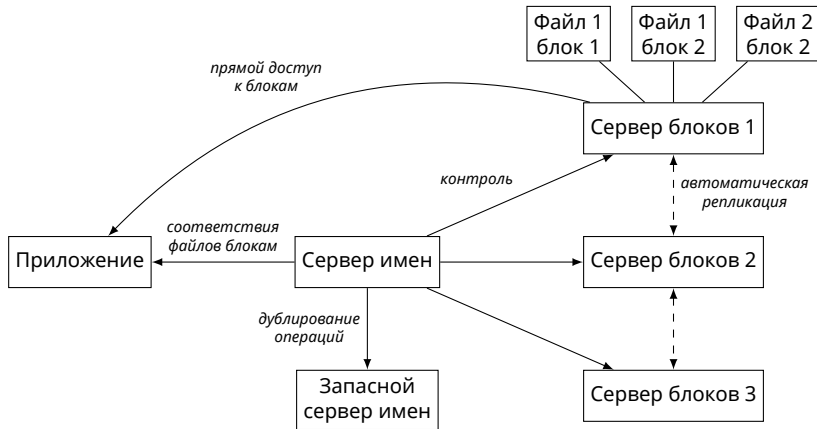 Файл 1
блок 1
Файл 1
блок 2
Файл 2
блок 2
прямой доступ
к блокам
Сервер блоков 1
контроль
автоматическая
репликация
соответствия
файлов блокам
Приложение
Сервер имен
Сервер блоков 2
дублирование
операций
Запасной
сервер имен
Сервер блоков 3